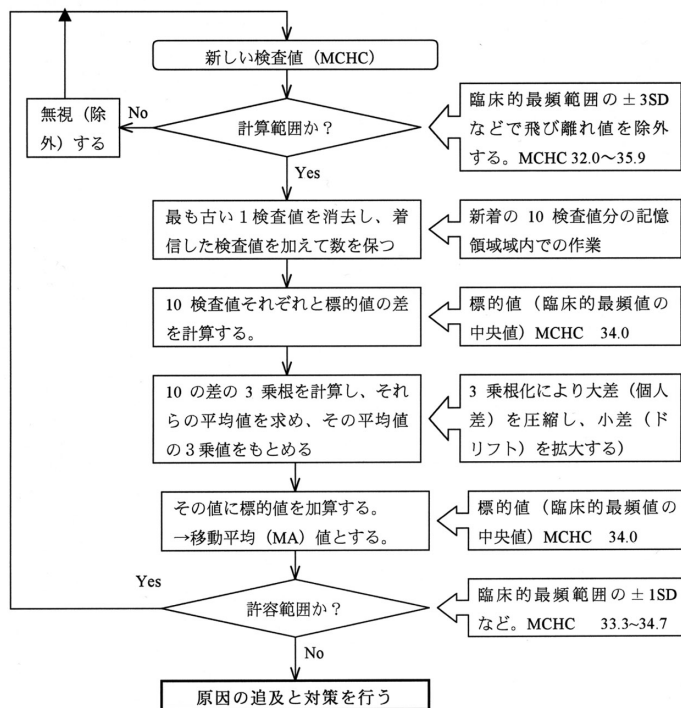 新しい検査値（MCHC）
無視（除
外）する
No
計算範囲か？
臨床的最頻範囲の±3SD
などで飛び離れ値を除外
する。MCHC 32.0～35.9
Yes
最も古い１検査値を消去し、着
信した検査値を加えて数を保つ
新着の 10 検査値分の記憶
領域域内での作業
10 検査値それぞれと標的値の差
を計算する。
標的値（臨床的最頻値の
中央値）MCHC 34.0
10 の差の 3 乗根を計算し、それ
らの平均値を求め、その平均値
の３乗値をもとめる
3 乗根化により大差（個人
差）を圧縮し、小差（ド
リフト）を拡大する）
その値に標的値を加算する。
→移動平均（MA）値とする。
標的値（臨床的最頻値の
中央値）MCHC 34.0
Yes
許容範囲か？
臨床的最頻範囲の±1SD
など。MCHC 33.3~34.7
No
原因の追及と対策を行う